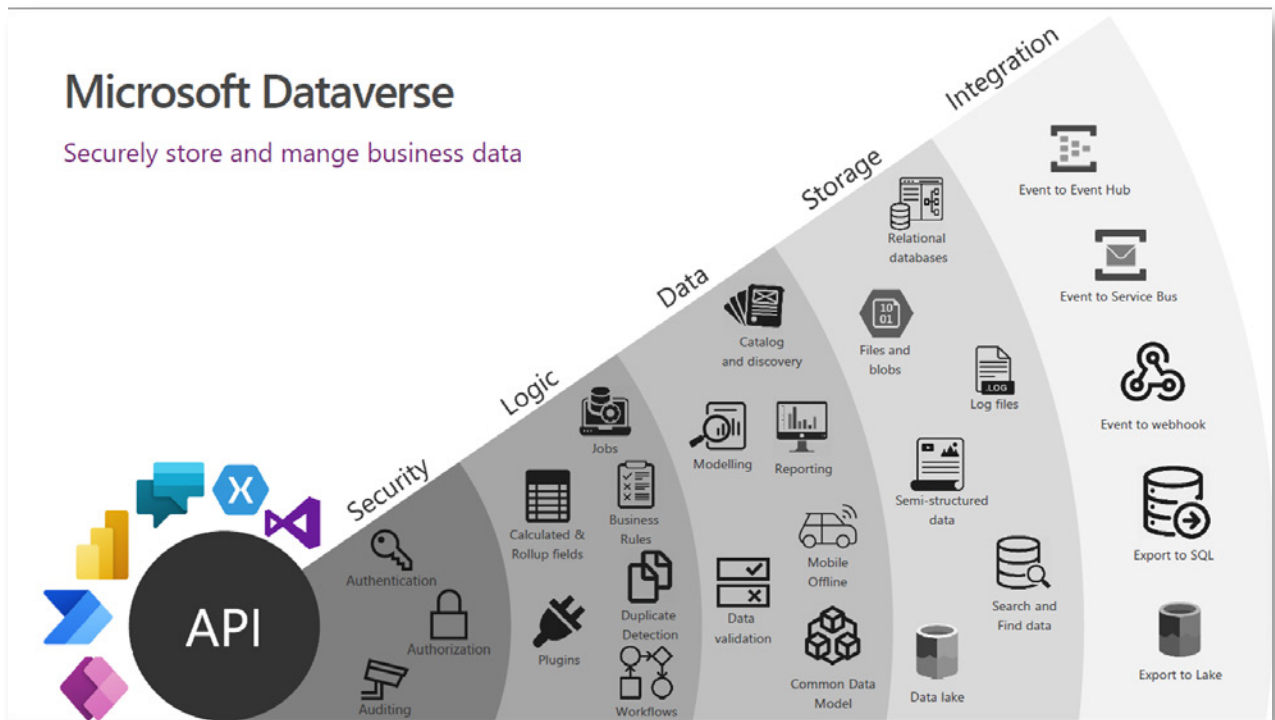 Microsoft Dataverse
Securely store and mange business data
API
Security
Authentication
Authorization
Auditing
Logic
Jobs
Calculated &
Rollup fields
Business
Rules
Duplicate
Detection
Plugins
Workflows
Data
Catalog
and discovery
Modelling
Reporting
Mobile
Offline
Data
validation
Common Data
Model
Storage
Relational
databases
Files and
blobs
10
01
.LOG
Log files
Semi-structured
data
Search and
Find data
Data lake
Integration
Event to Event Hub
Event to Service Bus
Event to webhook
Export to SQL
Export to Lake